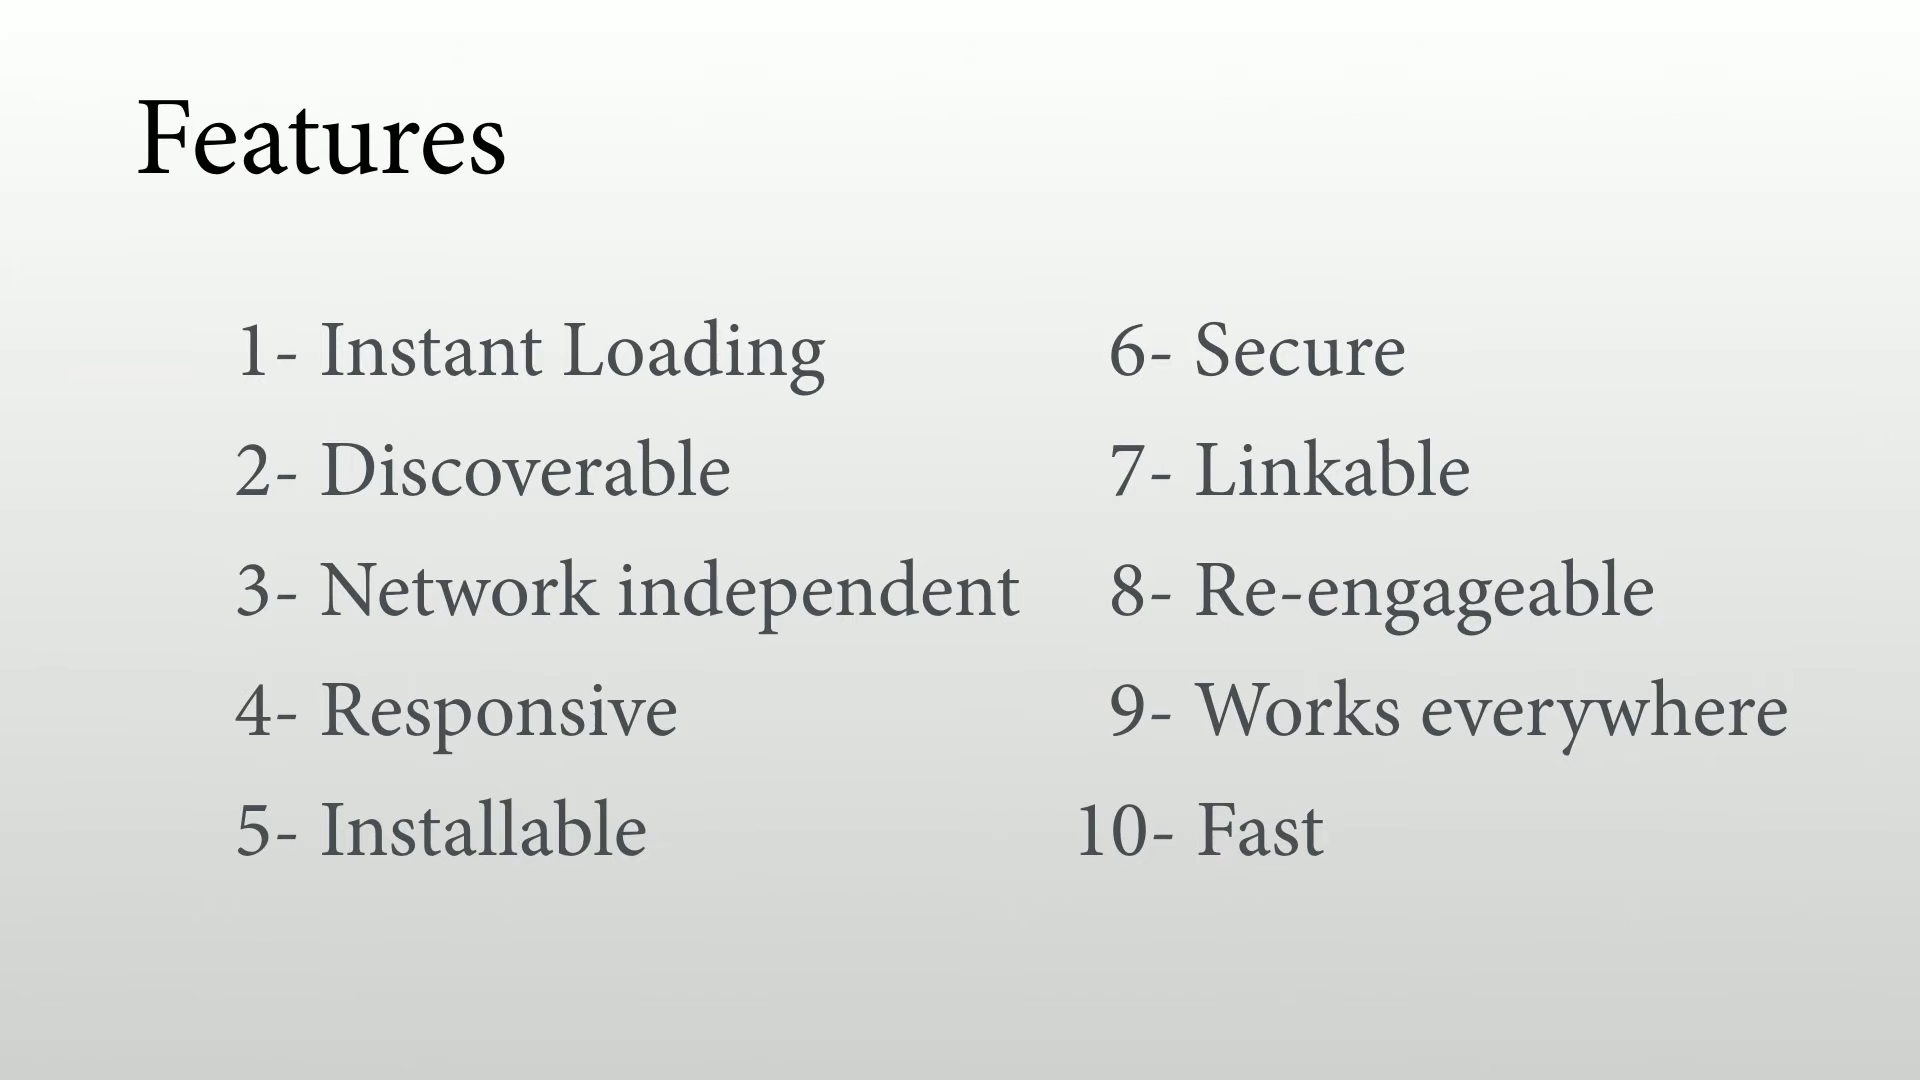 Features
1- Instant Loading
2- Discoverable
3- Network independent
4- Responsive
5- Installable
6- Secure
7- Linkable
8- Re-engageable
9- Works everywhere
10- Fast